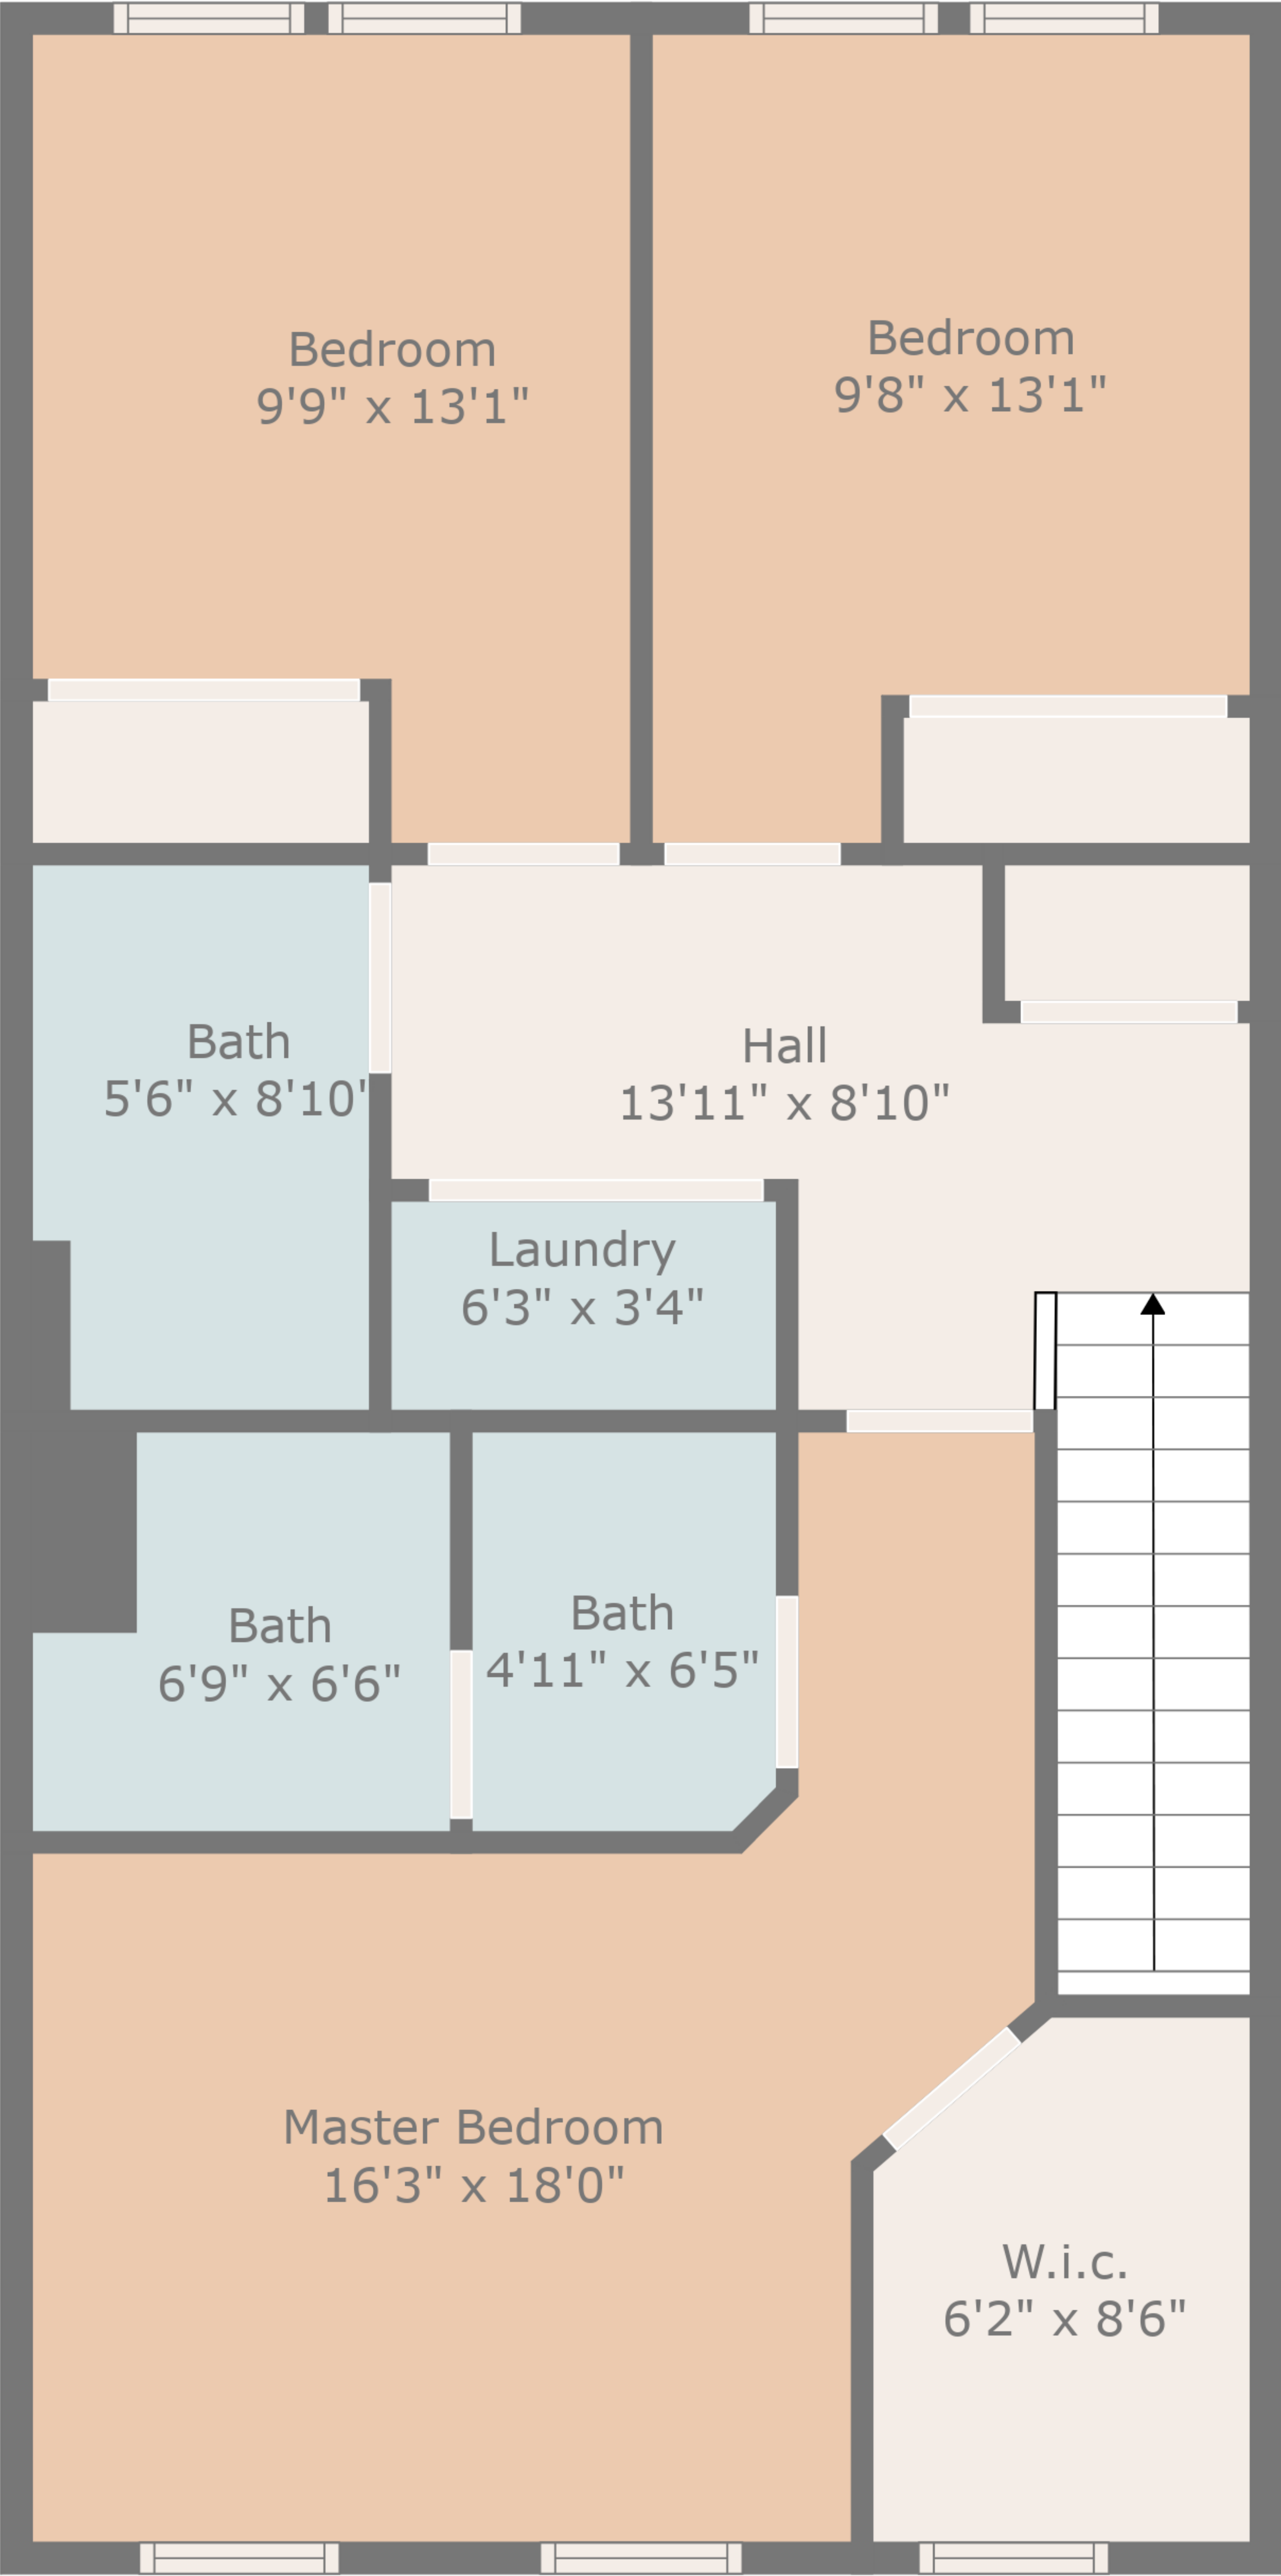 Bedroom
9'9" x 13'1"
Bedroom
9'8" x 13'1"
Bath
5'6" x 8'10'
Hall
13'11" x 8'10"
Laundry
6'3" x 3'4"
Bath
6'9" x 6'6"
Bath
4'11" x 6'5"
Master Bedroom
16'3" x 18'0"
W.i.c.
6'2" x 8'6"